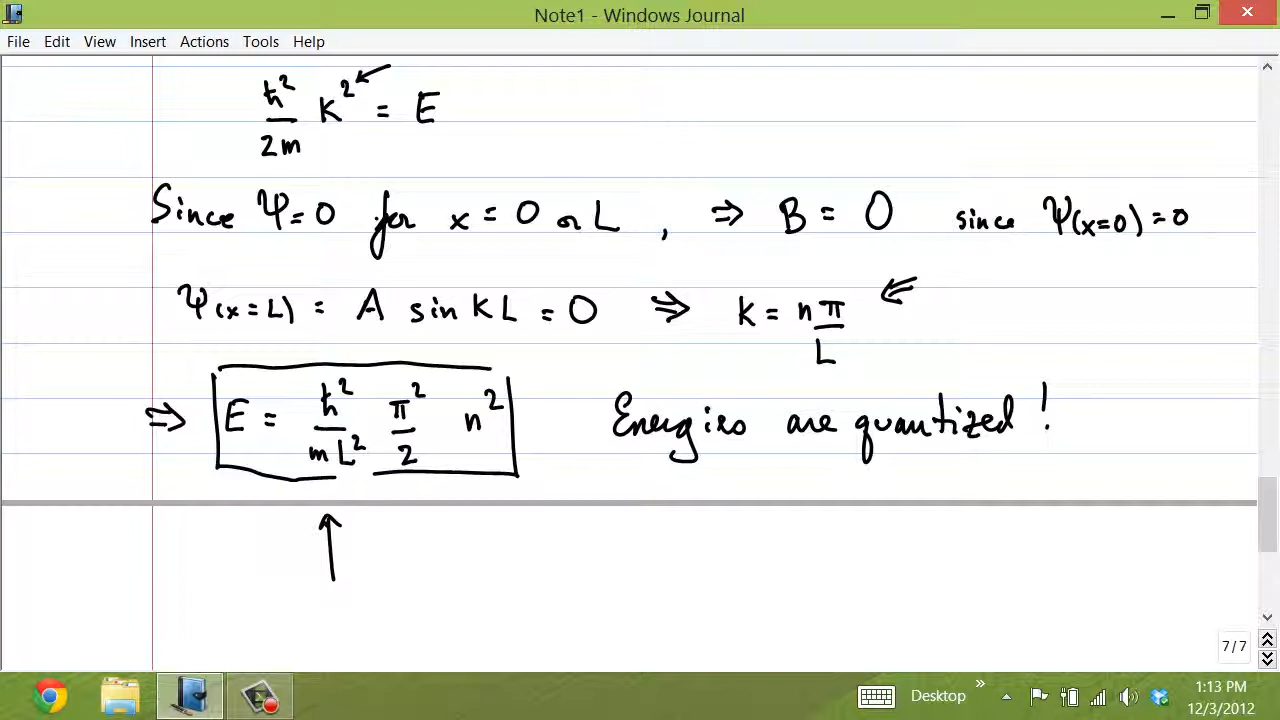 Note1 - Windows Journal
File Edit View Insert Actions Tools Help
ħ²/2m K² = E
Since Ψ = 0 for x = 0 or L , ⇒ B = 0 since Ψ(x=0) = 0
Ψ(x=L) = A sin KL = 0 ⇒ K = nπ/L ⇐
⇒ E = ħ²/mL² π²/2 n² Energies are quantized !
↑
7/7
Desktop » 1:13 PM
12/3/2012